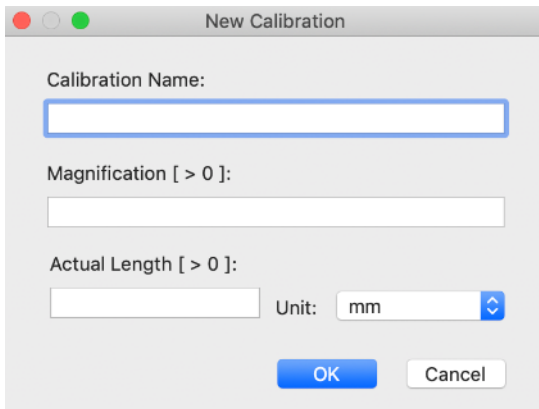 New Calibration
Calibration Name:
Magnification [ > 0 ]:
Actual Length [ > 0 ]:
Unit: mm
OK Cancel